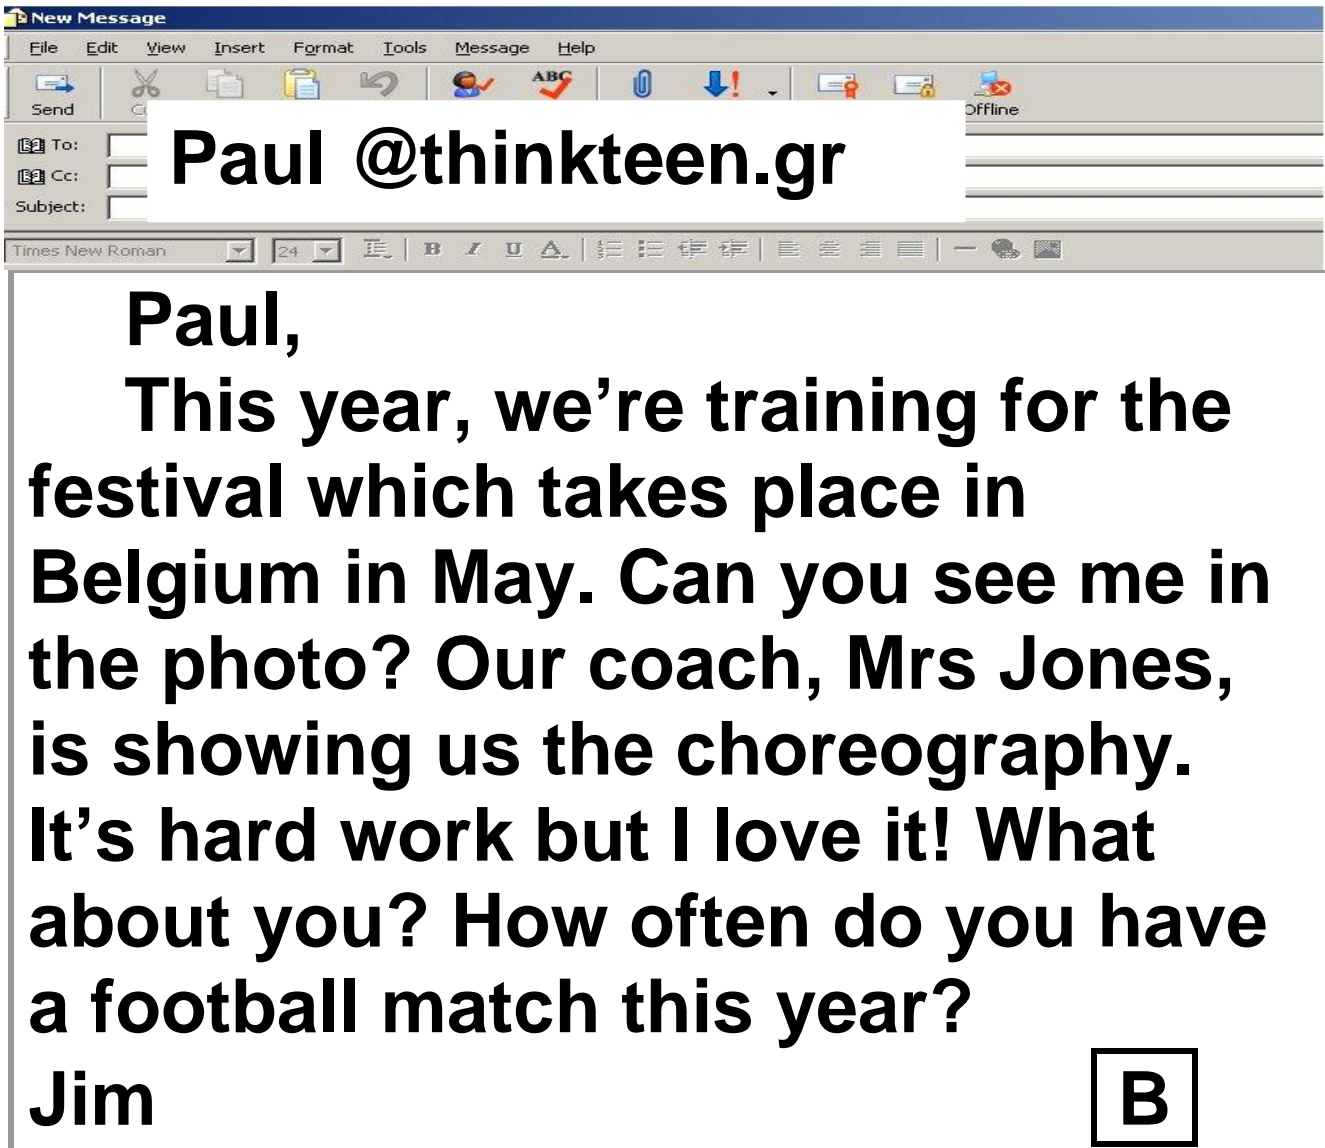 New Message
File Edit View Insert Format Tools Message Help
ABC
Send Offline
To:
Cc:
Subject:
Paul @thinkteen.gr
Times New Roman 24 B I U A
Paul,
This year, we’re training for the
festival which takes place in
Belgium in May. Can you see me in
the photo? Our coach, Mrs Jones,
is showing us the choreography.
It’s hard work but I love it! What
about you? How often do you have
a football match this year?
Jim
B